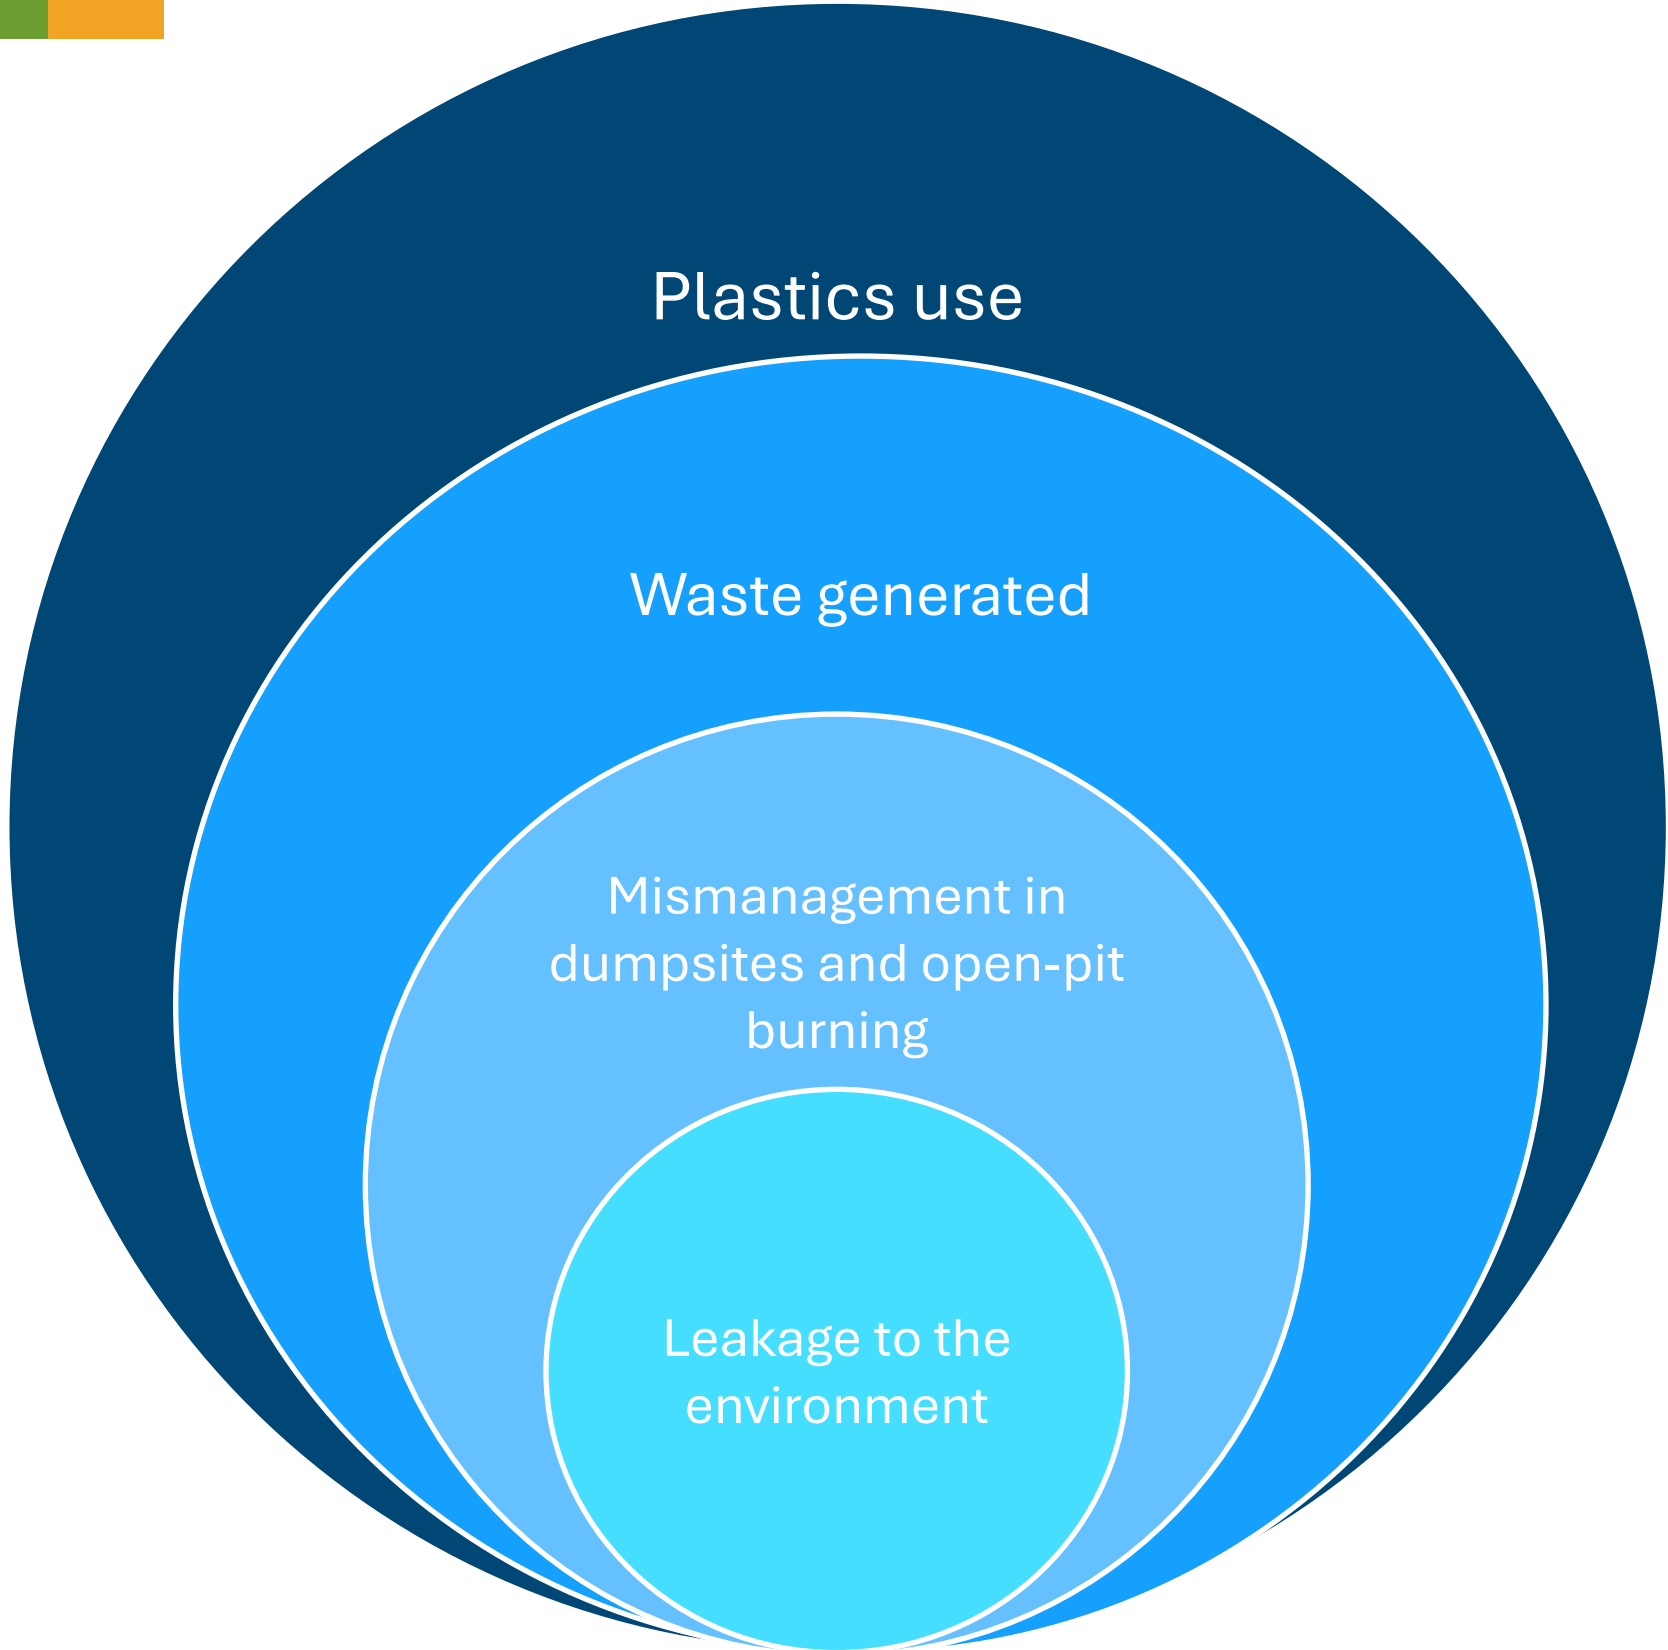 Plastics use
Waste generated
Mismanagement in
dumpsites and open-pit
burning
Leakage to the
environment